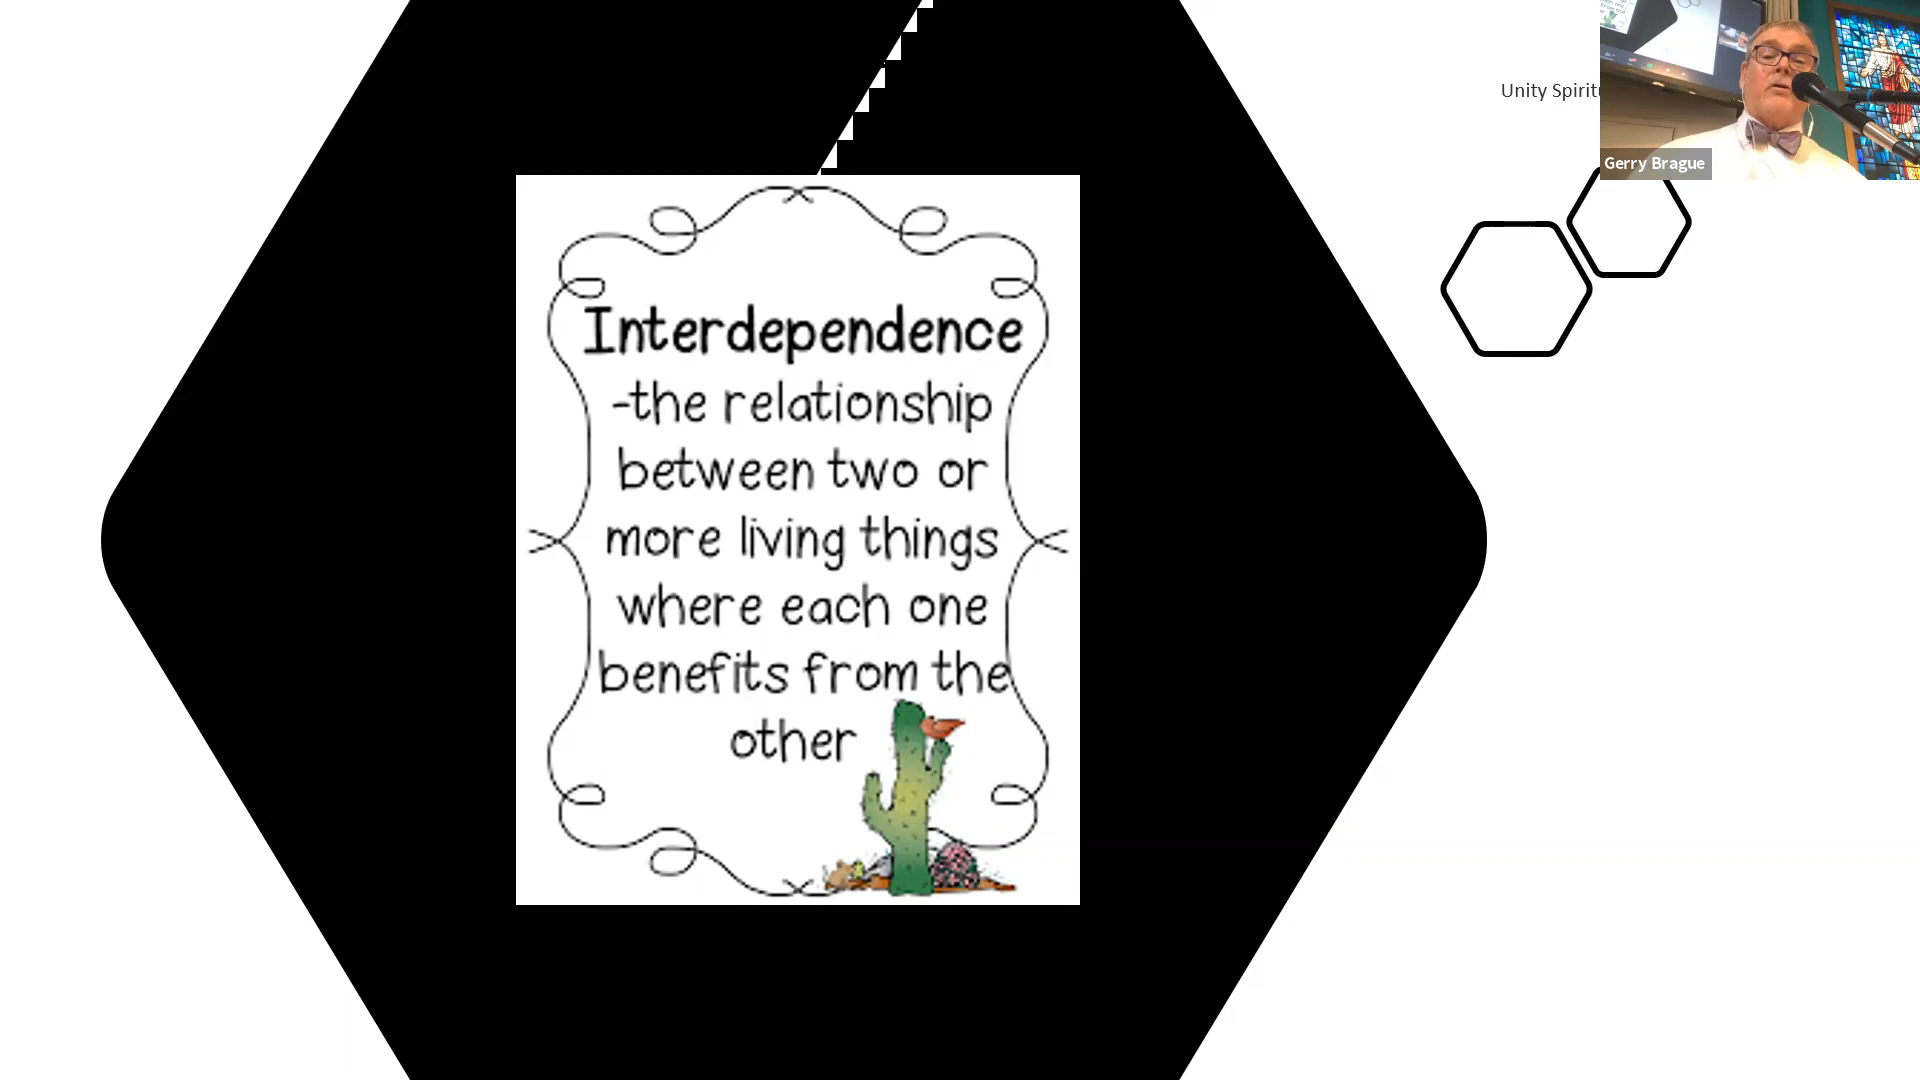 Unity
Gerry Brague
Interdependence
-the relationship
between two or
more living things
where each one
benefits from the
other